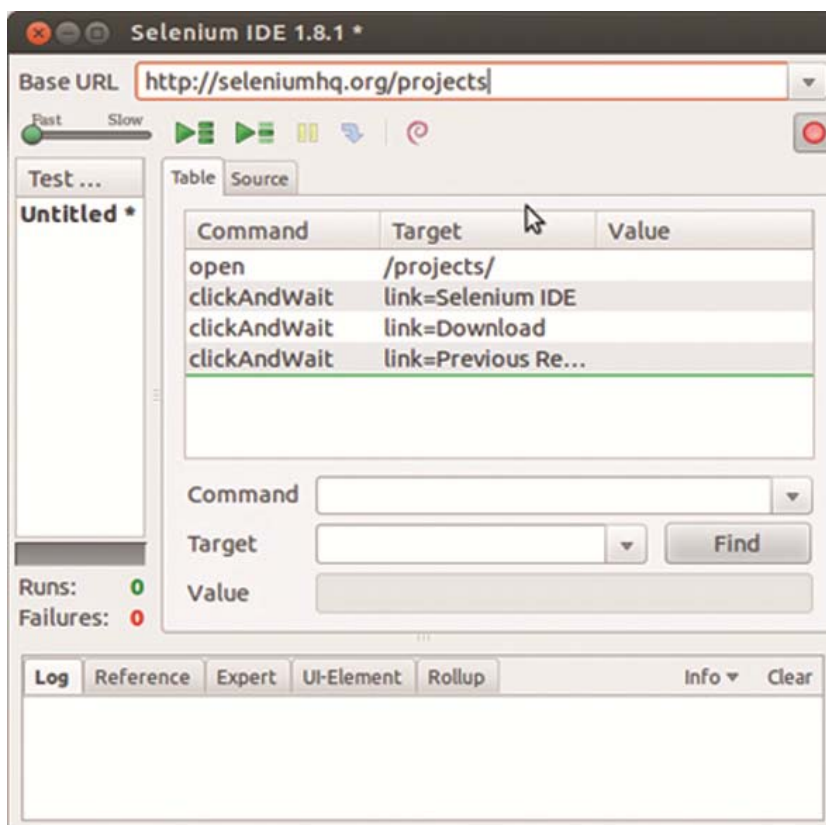 Selenium IDE 1.8.1 *
Base URL http://seleniumhq.org/projects
Fast Slow
Test ...
Untitled *
Table Source
Command Target Value
open /projects/
clickAndWait link=Selenium IDE
clickAndWait link=Download
clickAndWait link=Previous Re...
Command
Target Find
Value
Runs: 0
Failures: 0
Log Reference Expert UI-Element Rollup Info Clear